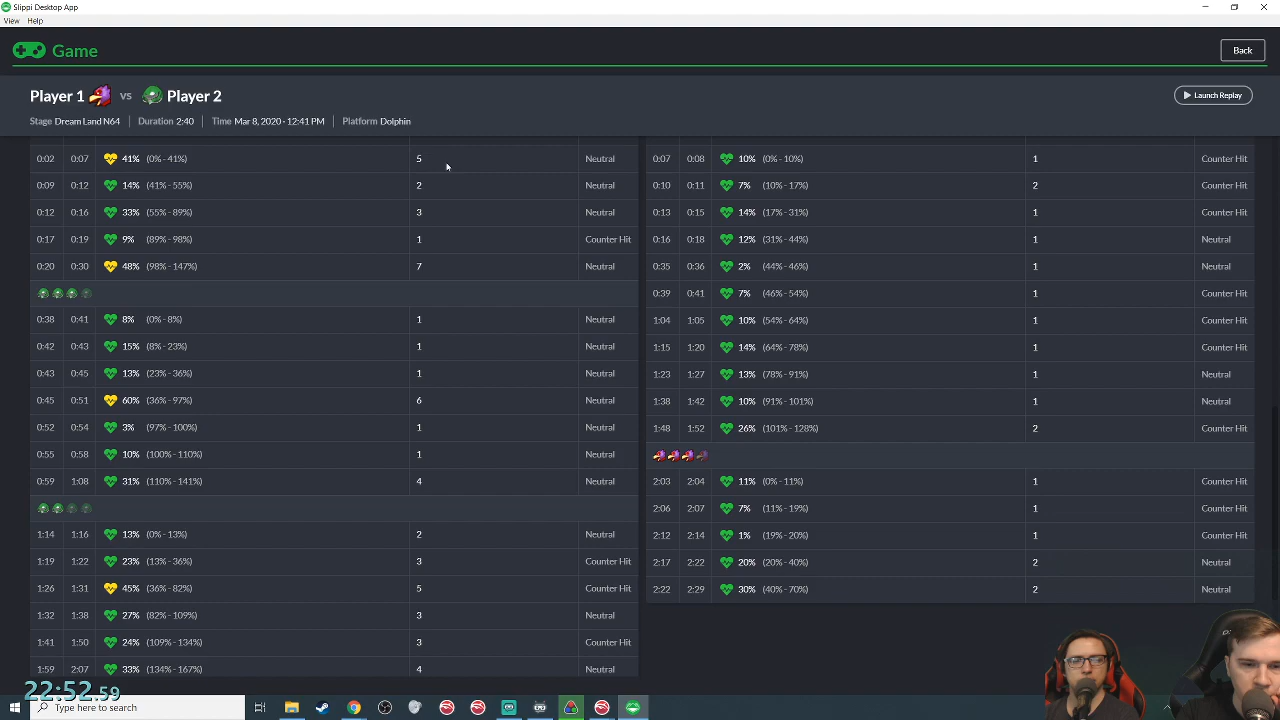 Slippi Desktop App
View Help
Game
Back
Player 1 vs Player 2
Launch Replay
Stage Dream Land N64 Duration 2:40 Time Mar 8, 2020 · 12:41 PM Platform Dolphin
0:02 0:07 41% (0% - 41%) 5 Neutral
0:09 0:12 14% (41% - 55%) 2 Neutral
0:12 0:16 33% (55% - 89%) 3 Neutral
0:17 0:19 9% (89% - 98%) 1 Counter Hit
0:20 0:30 48% (98% - 147%) 7 Neutral
0:38 0:41 8% (0% - 8%) 1 Neutral
0:42 0:43 15% (8% - 23%) 1 Neutral
0:43 0:45 13% (23% - 36%) 1 Neutral
0:45 0:51 60% (36% - 97%) 6 Neutral
0:52 0:54 3% (97% - 100%) 1 Neutral
0:55 0:58 10% (100% - 110%) 1 Neutral
0:59 1:08 31% (110% - 141%) 4 Neutral
1:14 1:16 13% (0% - 13%) 2 Neutral
1:19 1:22 23% (13% - 36%) 3 Counter Hit
1:26 1:31 45% (36% - 82%) 5 Counter Hit
1:32 1:38 27% (82% - 109%) 3 Neutral
1:41 1:50 24% (109% - 134%) 3 Counter Hit
1:59 2:07 33% (134% - 167%) 4 Neutral
0:07 0:08 10% (0% - 10%) 1 Counter Hit
0:10 0:11 7% (10% - 17%) 2 Counter Hit
0:13 0:15 14% (17% - 31%) 1 Counter Hit
0:16 0:18 12% (31% - 44%) 1 Neutral
0:35 0:36 2% (44% - 46%) 1 Neutral
0:39 0:41 7% (46% - 54%) 1 Counter Hit
1:04 1:05 10% (54% - 64%) 1 Counter Hit
1:15 1:20 14% (64% - 78%) 1 Counter Hit
1:23 1:27 13% (78% - 91%) 1 Neutral
1:38 1:42 10% (91% - 101%) 1 Neutral
1:48 1:52 26% (101% - 128%) 2 Counter Hit
2:03 2:04 11% (0% - 11%) 1 Counter Hit
2:06 2:07 7% (11% - 19%) 1 Counter Hit
2:12 2:14 1% (19% - 20%) 1 Counter Hit
2:17 2:22 20% (20% - 40%) 2 Neutral
2:22 2:29 30% (40% - 70%) 2 Neutral
22:52.59
Type here to search